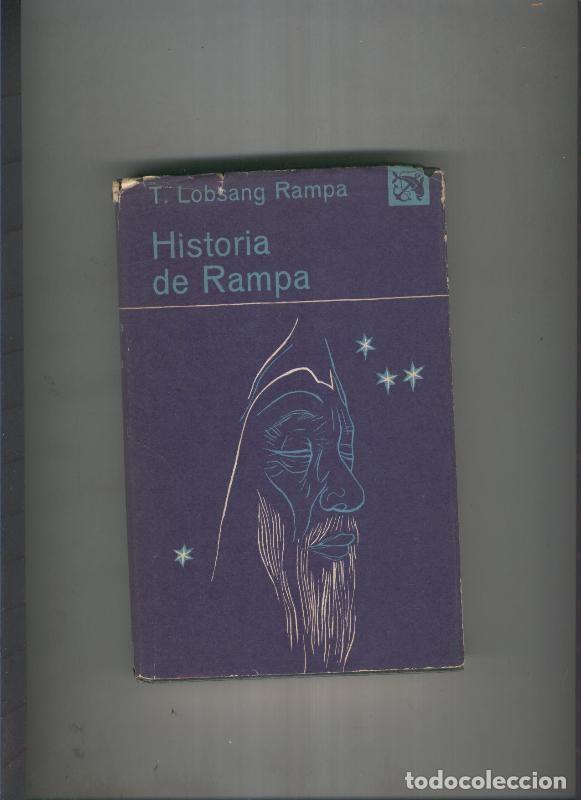 T. Lobsang Rampa
Historia
de Rampa
todocoleccion